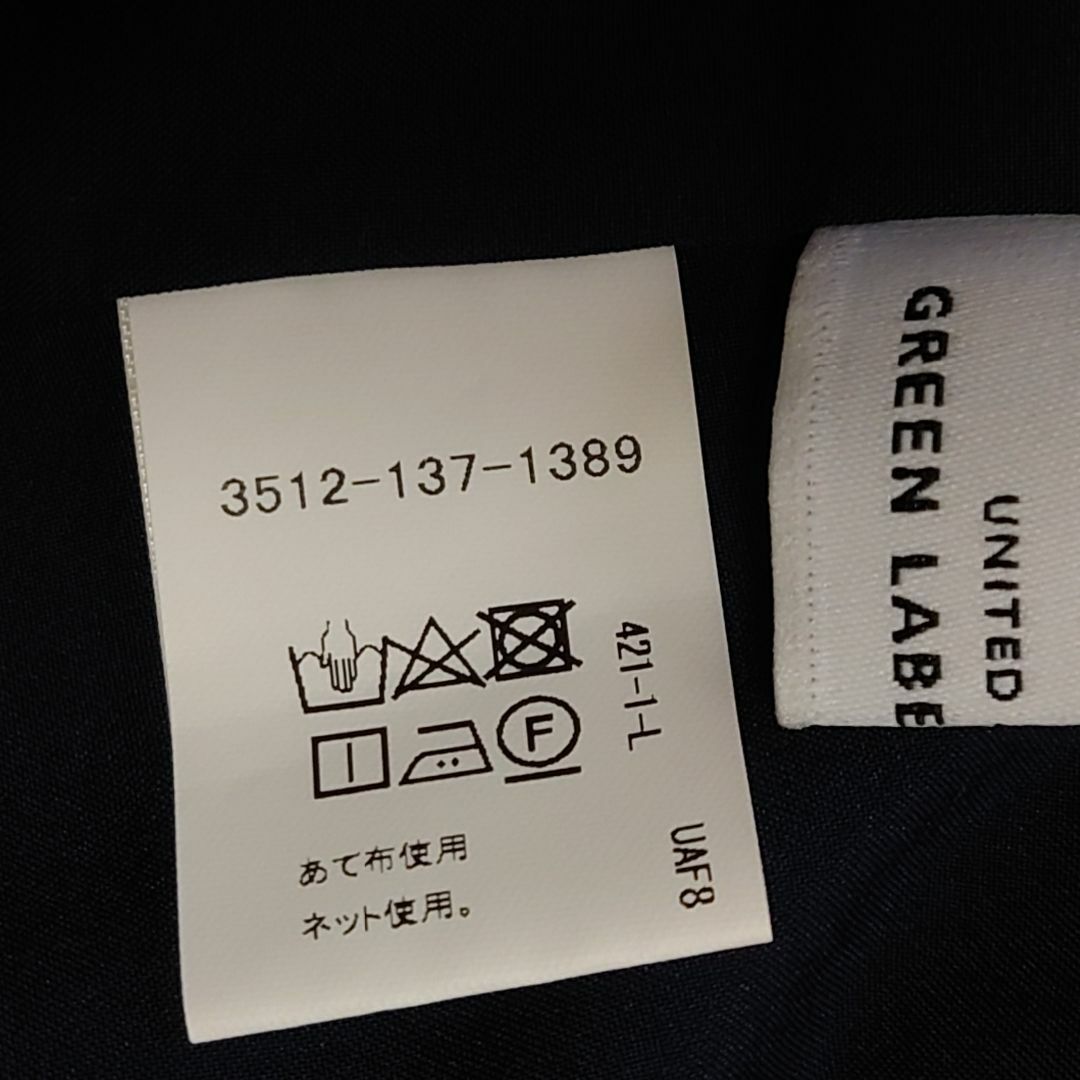 3512-137-1389
421-1-L
F
UAF8
あて布使用
ネット使用。
UNITED
GREEN LABE